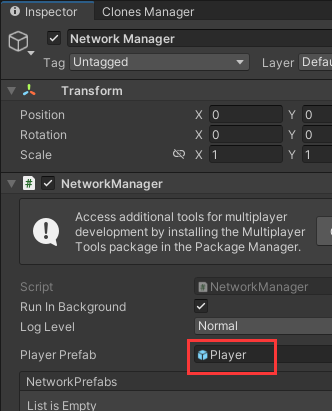 Inspector Clones Manager
Network Manager
Tag Untagged Layer Defau
Transform
Position X 0 Y 0
Rotation X 0 Y 0
Scale X 1 Y 1
# NetworkManager
Access additional tools for multiplayer
development by installing the Multiplayer
Tools package in the Package Manager.
Script # NetworkManager
Run In Background
Log Level Normal
Player Prefab Player
NetworkPrefabs
List is Empty